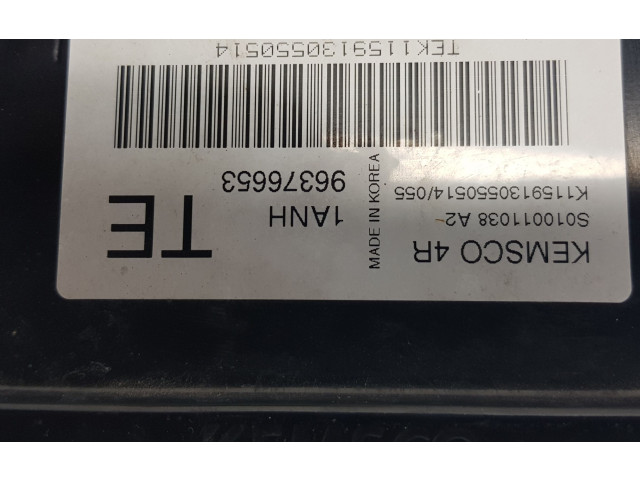 KEMSCO 4R
S010011038 A2
K1159130550514/055
MADE IN KOREA
1ANH
96376653
TE
TEK1159130550514